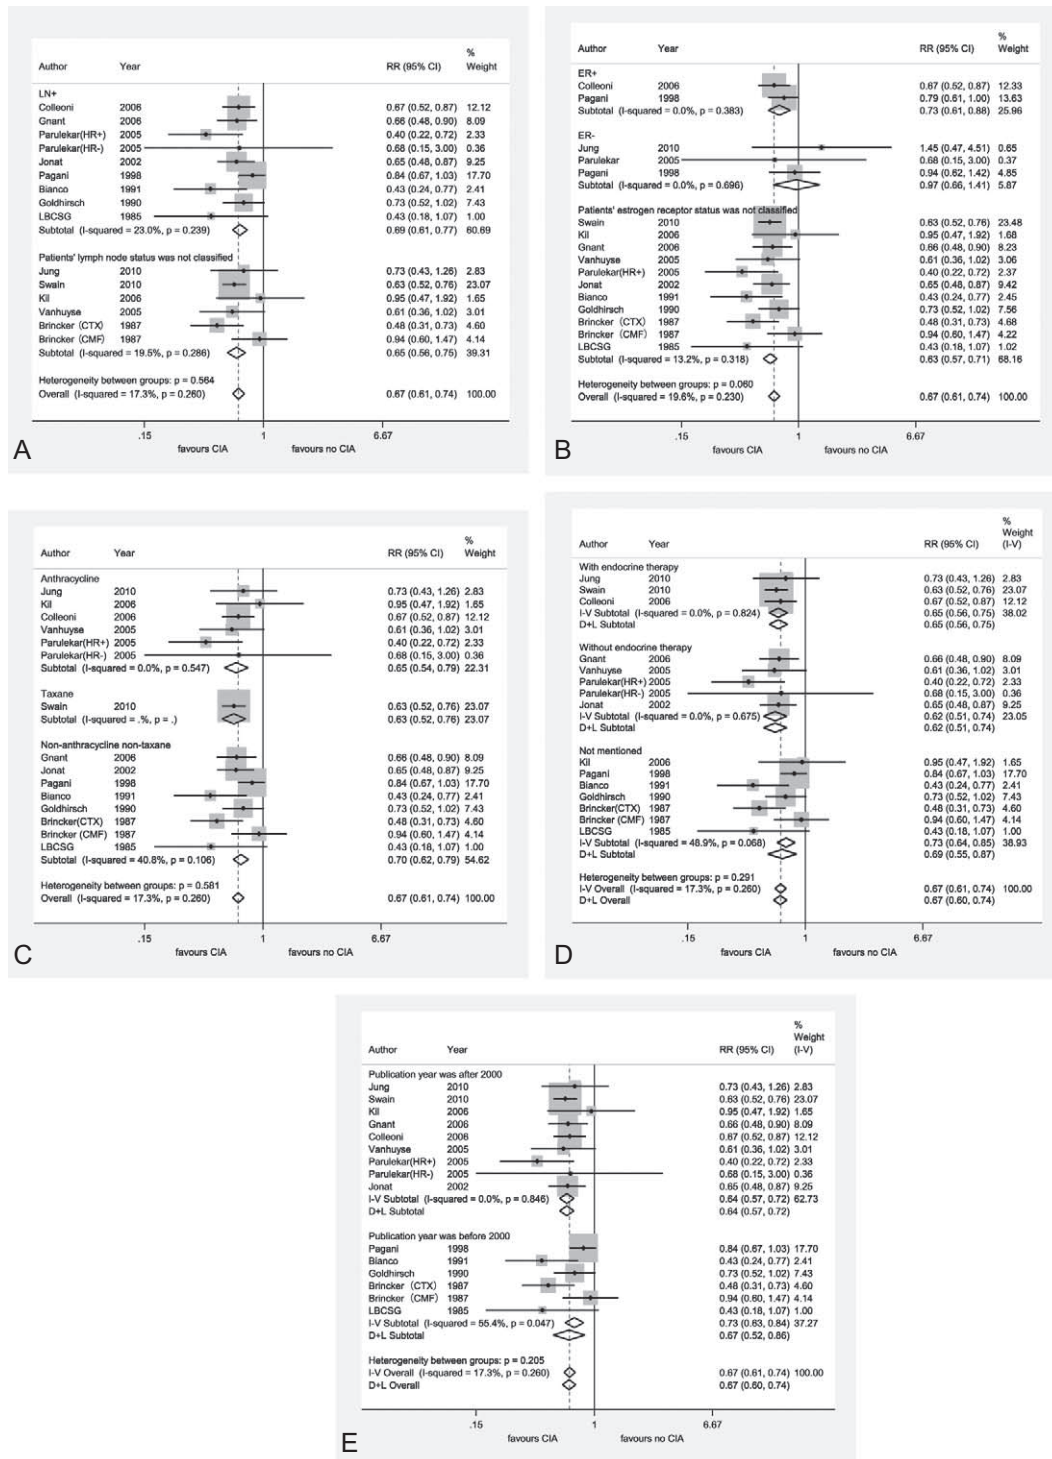 %
Author Year RR (95% CI) Weight
LN+
Colleoni 2006 0.67 (0.52, 0.87) 12.12
Gnant 2006 0.66 (0.48, 0.90) 8.09
Parulekar(HR+) 2005 0.40 (0.22, 0.72) 2.33
Parulekar(HR-) 2005 0.68 (0.15, 3.00) 0.36
Jonat 2002 0.65 (0.48, 0.87) 9.25
Pagani 1998 0.84 (0.67, 1.03) 17.70
Bianco 1991 0.43 (0.24, 0.77) 2.41
Goldhirsch 1990 0.73 (0.52, 1.02) 7.43
LBCSG 1985 0.43 (0.18, 1.07) 1.00
Subtotal (I-squared = 23.0%, p = 0.239) 0.69 (0.61, 0.77) 60.69
Patients' lymph node status was not classified
Jung 2010 0.73 (0.43, 1.26) 2.83
Swain 2010 0.63 (0.52, 0.76) 23.07
Kil 2006 0.95 (0.47, 1.92) 1.65
Vanhuyse 2005 0.61 (0.36, 1.02) 3.01
Brincker (CTX) 1987 0.48 (0.31, 0.73) 4.60
Brincker (CMF) 1987 0.94 (0.60, 1.47) 4.14
Subtotal (I-squared = 19.5%, p = 0.286) 0.65 (0.56, 0.75) 39.31
Heterogeneity between groups: p = 0.564
Overall (I-squared = 17.3%, p = 0.260) 0.67 (0.61, 0.74) 100.00
.15 1 6.67
favours CIA favours no CIA
A
%
Author Year RR (95% CI) Weight
ER+
Colleoni 2006 0.67 (0.52, 0.87) 12.33
Pagani 1998 0.79 (0.61, 1.00) 13.63
Subtotal (I-squared = 0.0%, p = 0.383) 0.73 (0.61, 0.88) 25.96
ER-
Jung 2010 1.45 (0.47, 4.51) 0.65
Parulekar 2005 0.68 (0.15, 3.00) 0.37
Pagani 1998 0.94 (0.62, 1.42) 4.85
Subtotal (I-squared = 0.0%, p = 0.696) 0.97 (0.66, 1.41) 5.87
Patients' estrogen receptor status was not classified
Swain 2010 0.63 (0.52, 0.76) 23.48
Kil 2006 0.95 (0.47, 1.92) 1.68
Gnant 2006 0.66 (0.48, 0.90) 8.23
Vanhuyse 2005 0.61 (0.36, 1.02) 3.06
Parulekar(HR+) 2005 0.40 (0.22, 0.72) 2.37
Jonat 2002 0.65 (0.48, 0.87) 9.42
Bianco 1991 0.43 (0.24, 0.77) 2.45
Goldhirsch 1990 0.73 (0.52, 1.02) 7.56
Brincker (CTX) 1987 0.48 (0.31, 0.73) 4.68
Brincker (CMF) 1987 0.94 (0.60, 1.47) 4.22
LBCSG 1985 0.43 (0.18, 1.07) 1.02
Subtotal (I-squared = 13.2%, p = 0.318) 0.63 (0.57, 0.71) 68.16
Heterogeneity between groups: p = 0.060
Overall (I-squared = 19.6%, p = 0.230) 0.67 (0.61, 0.74) 100.00
.15 1 6.67
favours CIA favours no CIA
B
%
Author Year RR (95% CI) Weight
Anthracycline
Jung 2010 0.73 (0.43, 1.26) 2.83
Kil 2006 0.95 (0.47, 1.92) 1.65
Colleoni 2006 0.67 (0.52, 0.87) 12.12
Vanhuyse 2005 0.61 (0.36, 1.02) 3.01
Parulekar(HR+) 2005 0.40 (0.22, 0.72) 2.33
Parulekar(HR-) 2005 0.68 (0.15, 3.00) 0.36
Subtotal (I-squared = 0.0%, p = 0.547) 0.65 (0.54, 0.79) 22.31
Taxane
Swain 2010 0.63 (0.52, 0.76) 23.07
Subtotal (I-squared = .%, p = .) 0.63 (0.52, 0.76) 23.07
Non-anthracycline non-taxane
Gnant 2006 0.66 (0.48, 0.90) 8.09
Jonat 2002 0.65 (0.48, 0.87) 9.25
Pagani 1998 0.84 (0.67, 1.03) 17.70
Bianco 1991 0.43 (0.24, 0.77) 2.41
Goldhirsch 1990 0.73 (0.52, 1.02) 7.43
Brincker(CTX) 1987 0.48 (0.31, 0.73) 4.60
Brincker (CMF) 1987 0.94 (0.60, 1.47) 4.14
LBCSG 1985 0.43 (0.18, 1.07) 1.00
Subtotal (I-squared = 40.8%, p = 0.106) 0.70 (0.62, 0.79) 54.62
Heterogeneity between groups: p = 0.581
Overall (I-squared = 17.3%, p = 0.260) 0.67 (0.61, 0.74) 100.00
.15 1 6.67
favours CIA favours no CIA
C
%
Weight
Author Year RR (95% CI) (I-V)
With endocrine therapy
Jung 2010 0.73 (0.43, 1.26) 2.83
Swain 2010 0.63 (0.52, 0.76) 23.07
Colleoni 2006 0.67 (0.52, 0.87) 12.12
I-V Subtotal (I-squared = 0.0%, p = 0.824) 0.65 (0.56, 0.75) 38.02
D+L Subtotal 0.65 (0.56, 0.75)
Without endocrine therapy
Gnant 2006 0.66 (0.48, 0.90) 8.09
Vanhuyse 2005 0.61 (0.36, 1.02) 3.01
Parulekar(HR+) 2005 0.40 (0.22, 0.72) 2.33
Parulekar(HR-) 2005 0.68 (0.15, 3.00) 0.36
Jonat 2002 0.65 (0.48, 0.87) 9.25
I-V Subtotal (I-squared = 0.0%, p = 0.675) 0.62 (0.51, 0.74) 23.05
D+L Subtotal 0.62 (0.51, 0.74)
Not mentioned
Kil 2006 0.95 (0.47, 1.92) 1.65
Pagani 1998 0.84 (0.67, 1.03) 17.70
Bianco 1991 0.43 (0.24, 0.77) 2.41
Goldhirsch 1990 0.73 (0.52, 1.02) 7.43
Brincker(CTX) 1987 0.48 (0.31, 0.73) 4.60
Brincker (CMF) 1987 0.94 (0.60, 1.47) 4.14
LBCSG 1985 0.43 (0.18, 1.07) 1.00
I-V Subtotal (I-squared = 48.9%, p = 0.068) 0.73 (0.64, 0.85) 38.93
D+L Subtotal 0.69 (0.55, 0.87)
Heterogeneity between groups: p = 0.291
I-V Overall (I-squared = 17.3%, p = 0.260) 0.67 (0.61, 0.74) 100.00
D+L Overall 0.67 (0.60, 0.74)
.15 1 6.67
favours CIA favours no CIA
D
%
Weight
Author Year RR (95% CI) (I-V)
Publication year was after 2000
Jung 2010 0.73 (0.43, 1.26) 2.83
Swain 2010 0.63 (0.52, 0.76) 23.07
Kil 2006 0.95 (0.47, 1.92) 1.65
Gnant 2006 0.66 (0.48, 0.90) 8.09
Colleoni 2006 0.67 (0.52, 0.87) 12.12
Vanhuyse 2005 0.61 (0.36, 1.02) 3.01
Parulekar(HR+) 2005 0.40 (0.22, 0.72) 2.33
Parulekar(HR-) 2005 0.68 (0.15, 3.00) 0.36
Jonat 2002 0.65 (0.48, 0.87) 9.25
I-V Subtotal (I-squared = 0.0%, p = 0.846) 0.64 (0.57, 0.72) 62.73
D+L Subtotal 0.64 (0.57, 0.72)
Publication year was before 2000
Pagani 1998 0.84 (0.67, 1.03) 17.70
Bianco 1991 0.43 (0.24, 0.77) 2.41
Goldhirsch 1990 0.73 (0.52, 1.02) 7.43
Brincker (CTX) 1987 0.48 (0.31, 0.73) 4.60
Brincker (CMF) 1987 0.94 (0.60, 1.47) 4.14
LBCSG 1985 0.43 (0.18, 1.07) 1.00
I-V Subtotal (I-squared = 55.4%, p = 0.047) 0.73 (0.63, 0.84) 37.27
D+L Subtotal 0.67 (0.52, 0.86)
Heterogeneity between groups: p = 0.205
I-V Overall (I-squared = 17.3%, p = 0.260) 0.67 (0.61, 0.74) 100.00
D+L Overall 0.67 (0.60, 0.74)
.15 1 6.67
favours CIA favours no CIA
E